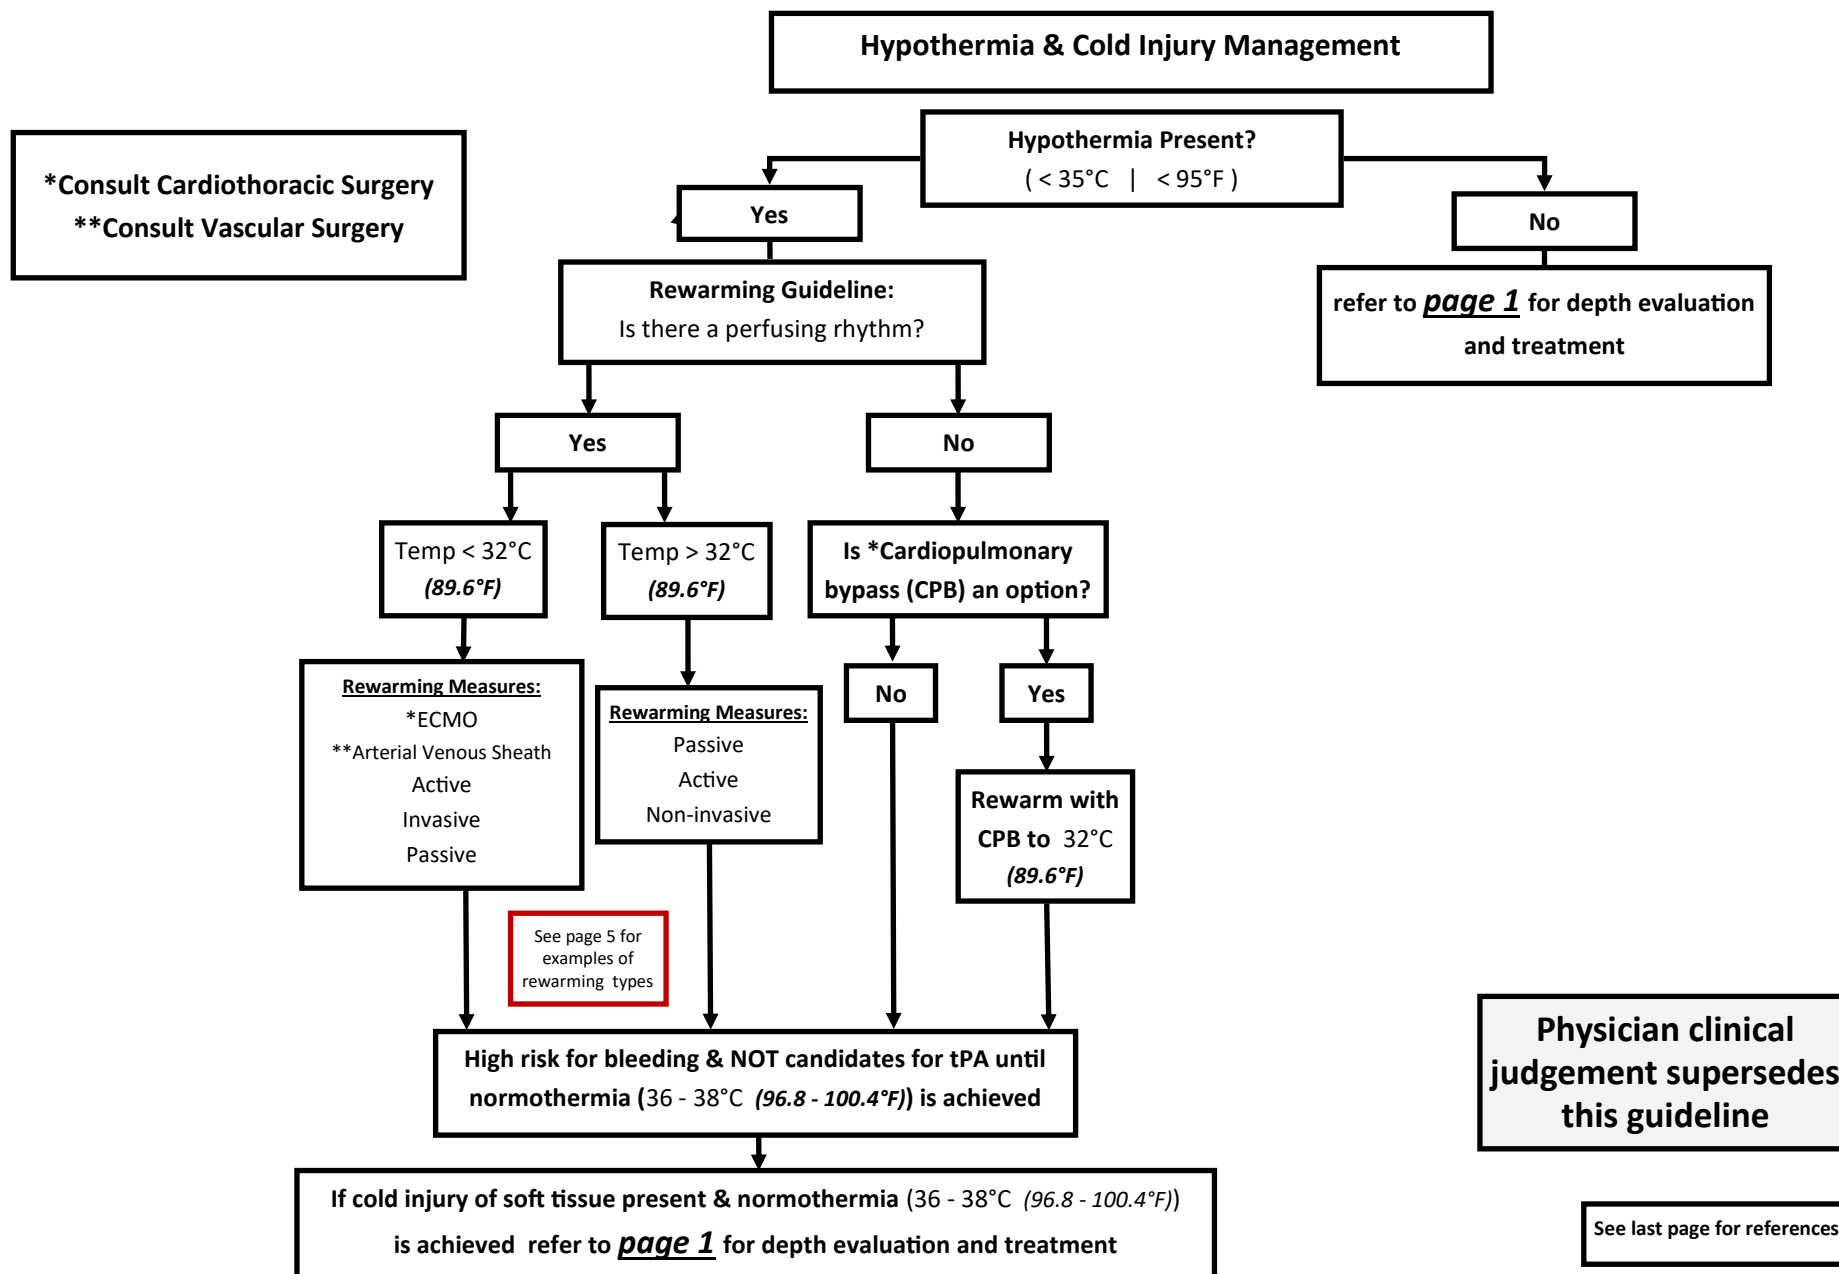 Hypothermia & Cold Injury Management
*Consult Cardiothoracic Surgery
**Consult Vascular Surgery
Hypothermia Present?
( < 35°C | < 95°F )
Yes
No
Rewarming Guideline:
Is there a perfusing rhythm?
refer to page 1 for depth evaluation
and treatment
Yes
No
Temp < 32°C
(89.6°F)
Temp > 32°C
(89.6°F)
Is *Cardiopulmonary
bypass (CPB) an option?
Rewarming Measures:
*ECMO
**Arterial Venous Sheath
Active
Invasive
Passive
Rewarming Measures:
Passive
Active
Non-invasive
No
Yes
Rewarm with
CPB to 32°C
(89.6°F)
See page 5 for
examples of
rewarming types
High risk for bleeding & NOT candidates for tPA until
normothermia (36 - 38°C (96.8 - 100.4°F)) is achieved
Physician clinical
judgement supersedes
this guideline
If cold injury of soft tissue present & normothermia (36 - 38°C (96.8 - 100.4°F))
is achieved refer to page 1 for depth evaluation and treatment
See last page for references